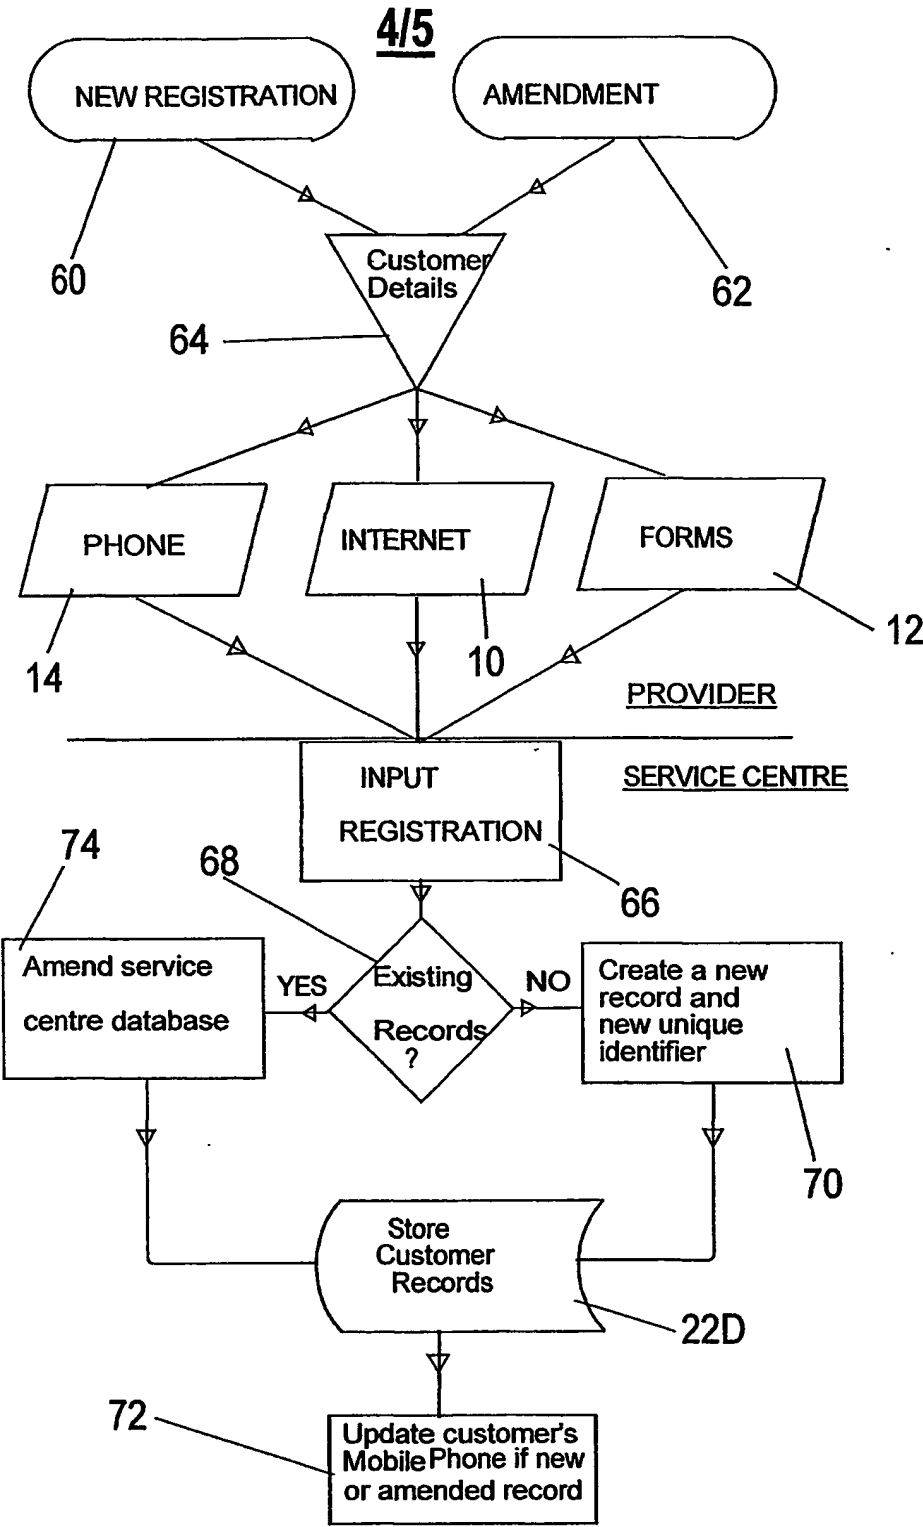 4/5
NEW REGISTRATION
AMENDMENT
60
62
Customer
Details
64
PHONE
INTERNET
FORMS
14
10
12
PROVIDER
SERVICE CENTRE
INPUT
REGISTRATION
74
68
66
Amend service
centre database
YES
Existing
Records
?
NO
Create a new
record and
new unique
identifier
70
Store
Customer
Records
22D
72
Update customer's
Mobile Phone if new
or amended record